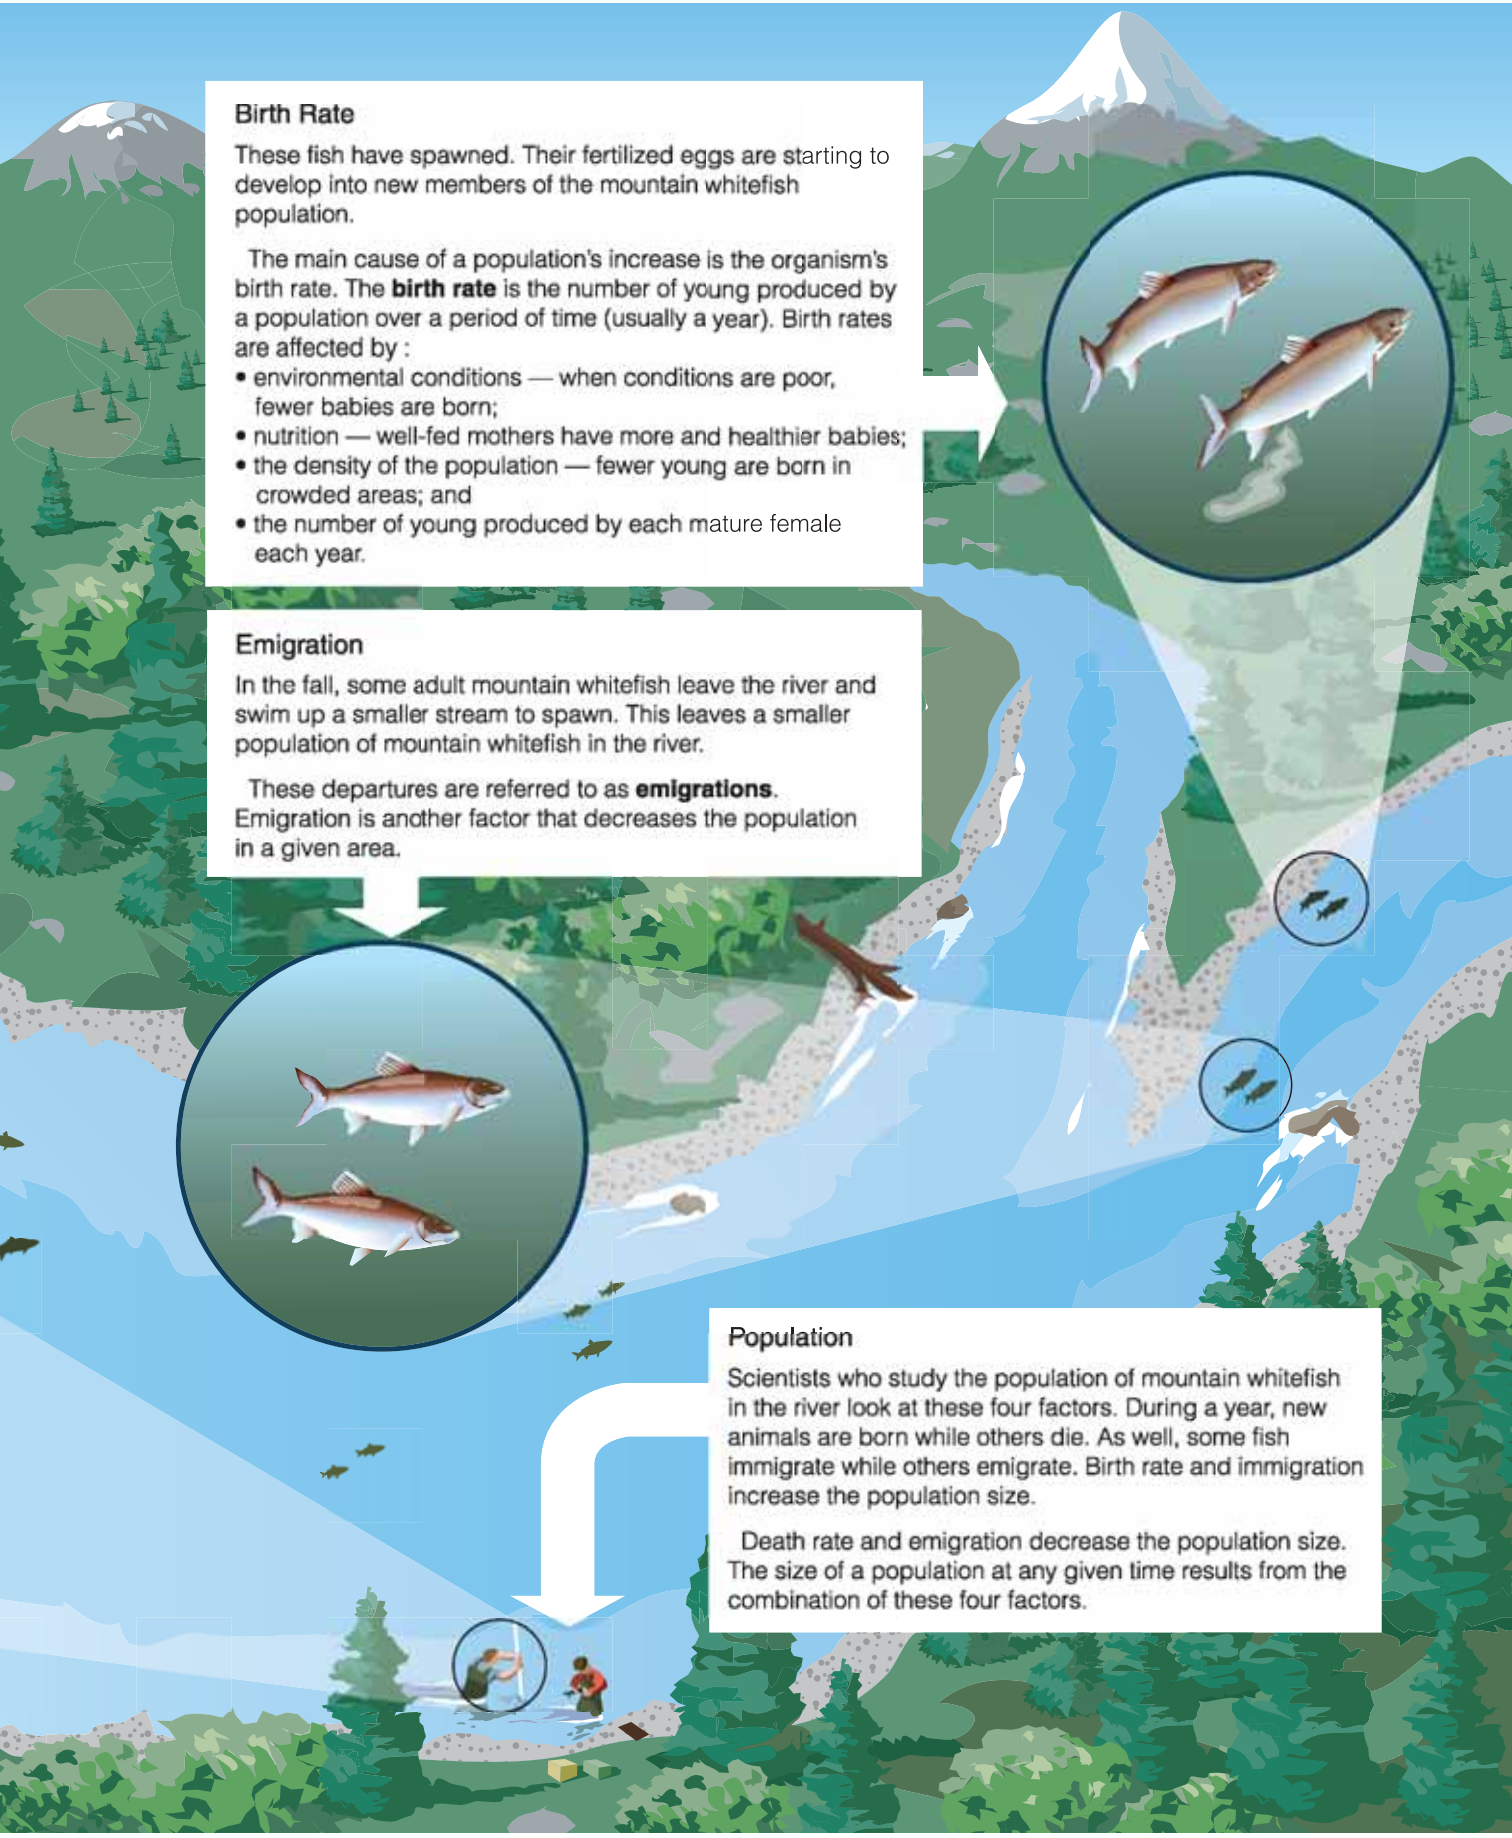 Birth Rate
These fish have spawned. Their fertilized eggs are starting to
develop into new members of the mountain whitefish
population.
The main cause of a population's increase is the organism's
birth rate. The birth rate is the number of young produced by
a population over a period of time (usually a year). Birth rates
are affected by :
• environmental conditions — when conditions are poor,
fewer babies are born;
• nutrition — well-fed mothers have more and healthier babies;
• the density of the population — fewer young are born in
crowded areas; and
• the number of young produced by each mature female
each year.
Emigration
In the fall, some adult mountain whitefish leave the river and
swim up a smaller stream to spawn. This leaves a smaller
population of mountain whitefish in the river.
These departures are referred to as emigrations.
Emigration is another factor that decreases the population
in a given area.
Population
Scientists who study the population of mountain whitefish
in the river look at these four factors. During a year, new
animals are born while others die. As well, some fish
immigrate while others emigrate. Birth rate and immigration
increase the population size.
Death rate and emigration decrease the population size.
The size of a population at any given time results from the
combination of these four factors.